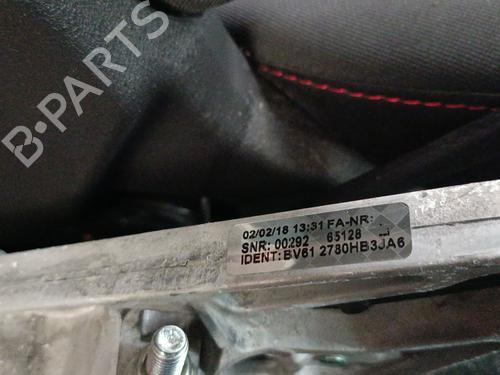 B-PARTS
02/02/18 13:31 FA-NR:
SNR: 00292 65128
IDENT: BV61 2780HB3JA6